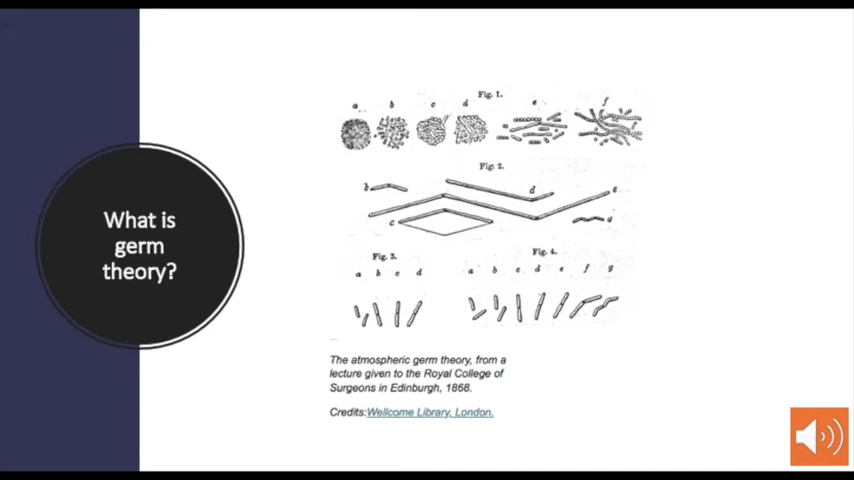 What is
germ
theory?
Fig. 1.
a b c d e f
Fig. 2.
b d e
c a
Fig. 3.
a b c d
Fig. 4.
a b c d e f g
The atmospheric germ theory, from a
lecture given to the Royal College of
Surgeons in Edinburgh, 1868.
Credits:Wellcome Library, London.